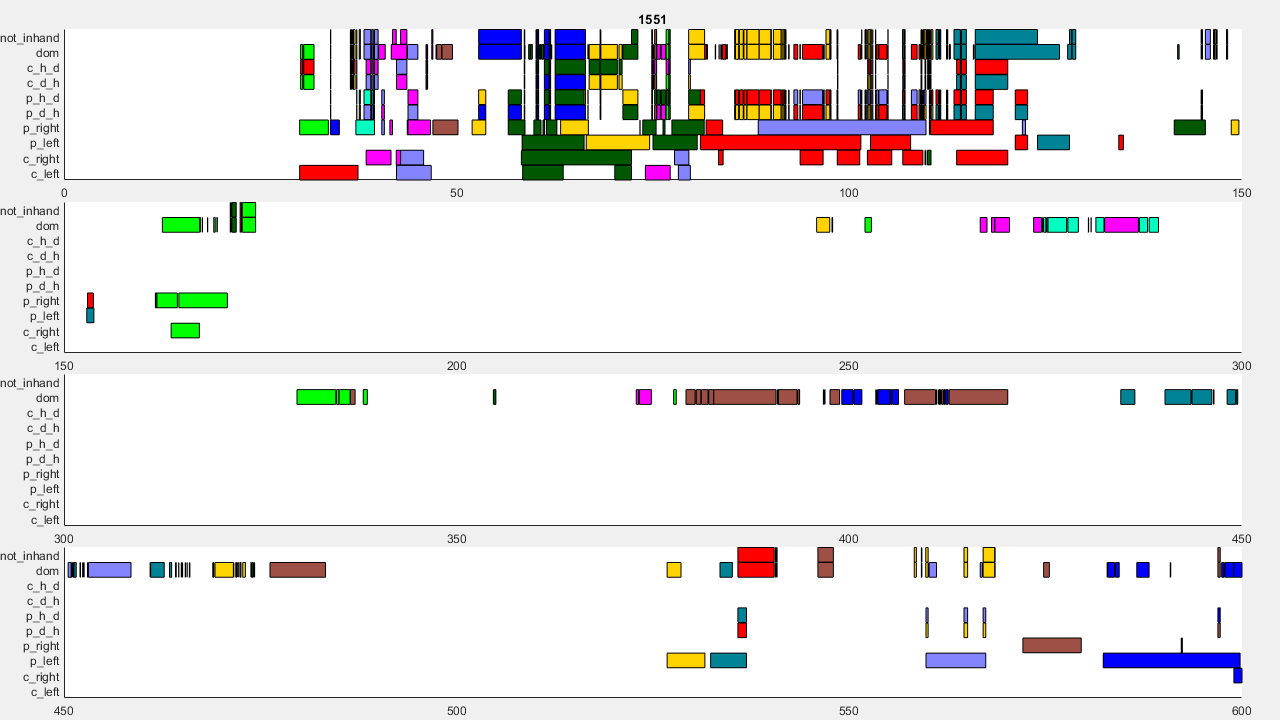 1551
not_inhand
dom
c_h_d
c_d_h
p_h_d
p_d_h
p_right
p_left
c_right
c_left
0 50 100 150
not_inhand
dom
c_h_d
c_d_h
p_h_d
p_d_h
p_right
p_left
c_right
c_left
150 200 250 300
not_inhand
dom
c_h_d
c_d_h
p_h_d
p_d_h
p_right
p_left
c_right
c_left
300 350 400 450
not_inhand
dom
c_h_d
c_d_h
p_h_d
p_d_h
p_right
p_left
c_right
c_left
450 500 550 600